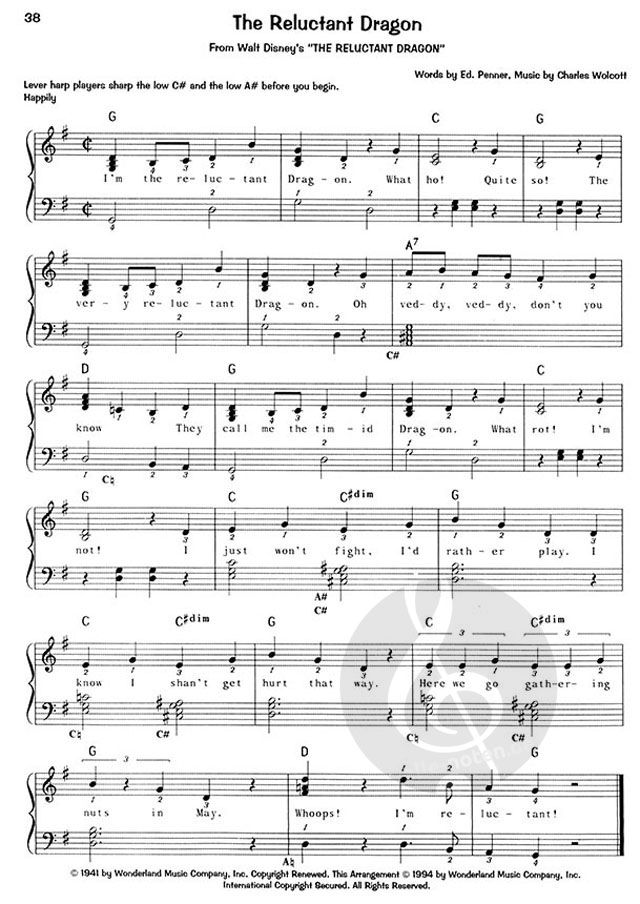 38
The Reluctant Dragon
From Walt Disney's "THE RELUCTANT DRAGON"
Words by Ed. Penner, Music by Charles Wolcott
Lever harp players sharp the low C# and the low A# before you begin.
Happily
G C G
I'm the re-luc-tant Drag-on. What ho! Quite so! The
A7
ver-y re-luc-tant Drag-on. Oh ved-dy, ved-dy, don't you
C#
D G C
know They call me the tim-id Drag-on. What rot! I'm
C♮
G C C#dim G
not! I just won't fight, I'd rath-er play. I
A#
C#
C C#dim G C C#dim
know I shan't get hurt that way. Here we go gath-er-ing
C♮ C# C♮ C#
G D G
nuts in May. Whoops! I'm re-luc-tant!
A♮
© 1941 by Wonderland Music Company, Inc. Copyright Renewed. This Arrangement © 1994 by Wonderland Music Company, Inc.
International Copyright Secured. All Rights Reserved.